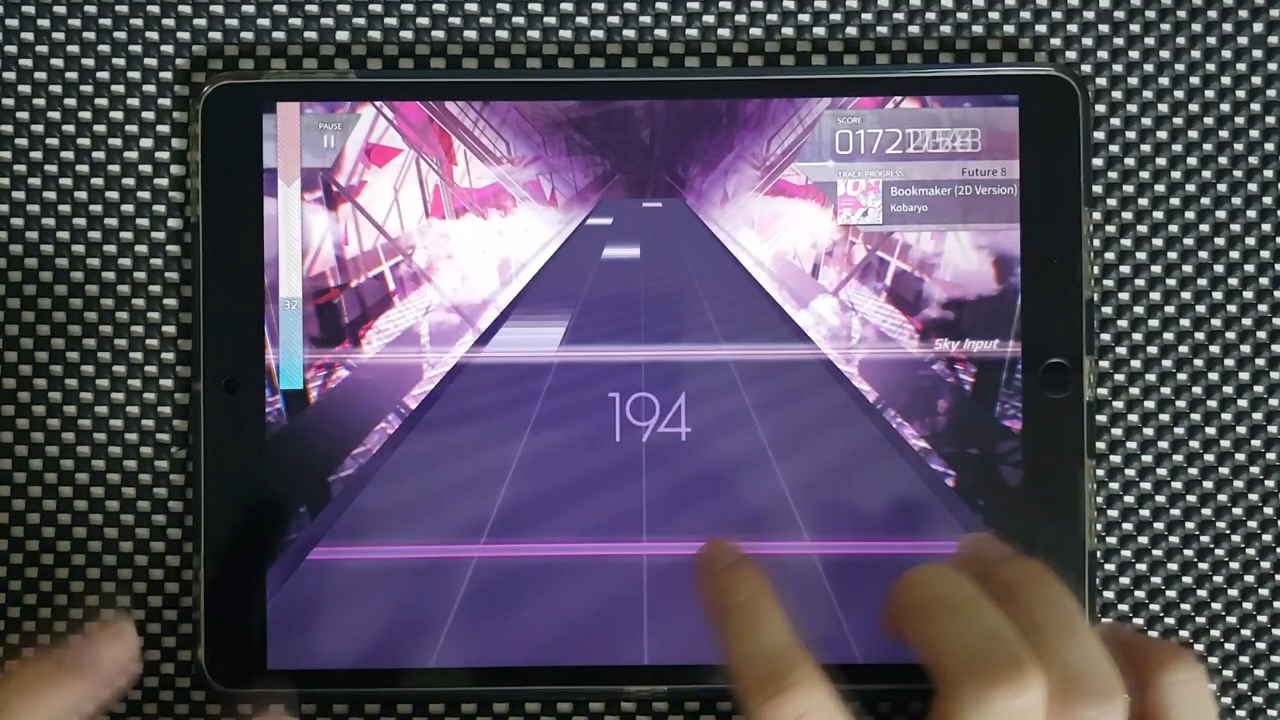 PAUSE
SCORE
TRACK PROGRESS
Future 8
Bookmaker (2D Version)
Kobaryo
32
Sky Input
194